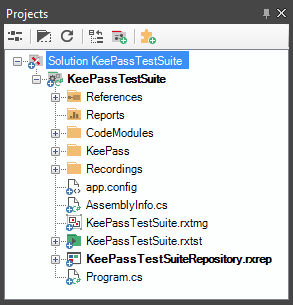 Projects
Solution KeePassTestSuite
KeePassTestSuite
References
Reports
CodeModules
KeePass
Recordings
app.config
AssemblyInfo.cs
KeePassTestSuite.rxtmg
KeePassTestSuite.rxtst
KeePassTestSuiteRepository.rxrep
Program.cs